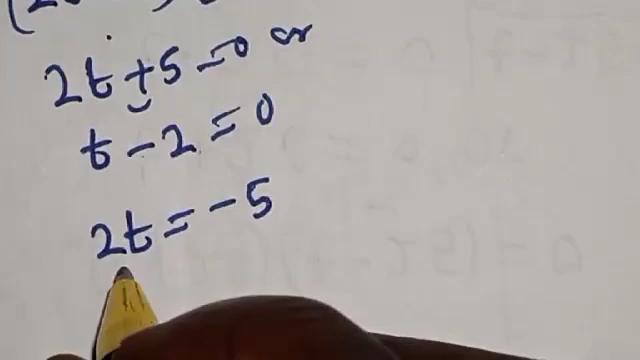 2t + 5 = 0 or
t - 2 = 0
2t = -5